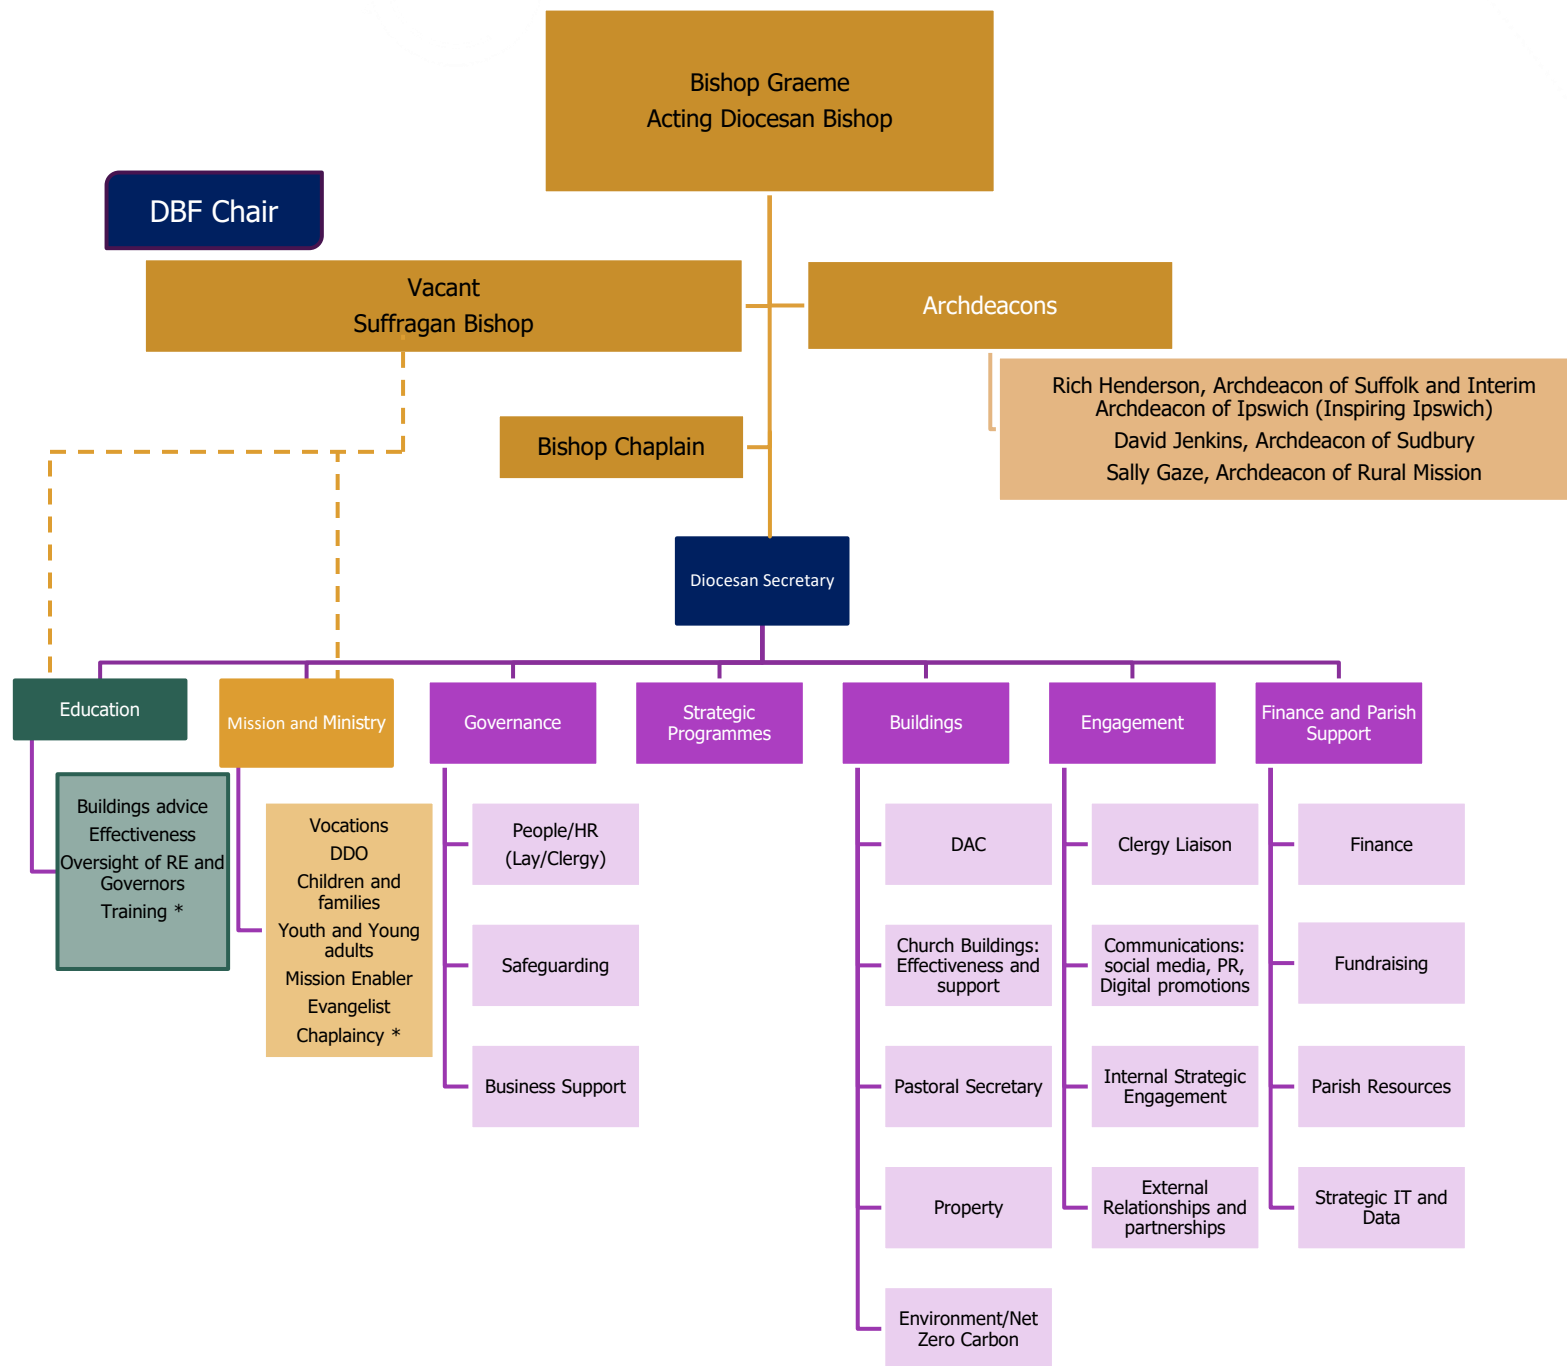 Bishop Graeme
Acting Diocesan Bishop
DBF Chair
Vacant
Suffragan Bishop
Archdeacons
Rich Henderson, Archdeacon of Suffolk and Interim
Archdeacon of Ipswich (Inspiring Ipswich)
David Jenkins, Archdeacon of Sudbury
Sally Gaze, Archdeacon of Rural Mission
Bishop Chaplain
Diocesan Secretary
Education
Buildings advice
Effectiveness
Oversight of RE and
Governors
Training *
Mission and Ministry
Vocations
DDO
Children and
families
Youth and Young
adults
Mission Enabler
Evangelist
Chaplaincy *
Governance
People/HR
(Lay/Clergy)
Safeguarding
Business Support
Strategic
Programmes
Buildings
DAC
Church Buildings:
Effectiveness and
support
Pastoral Secretary
Property
Environment/Net
Zero Carbon
Engagement
Clergy Liaison
Communications:
social media, PR,
Digital promotions
Internal Strategic
Engagement
External
Relationships and
partnerships
Finance and Parish
Support
Finance
Fundraising
Parish Resources
Strategic IT and
Data